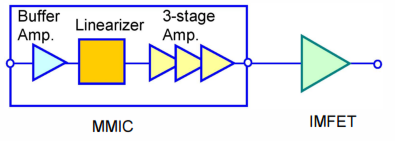 Buffer
Amp.
Linearizer
3-stage
Amp.
MMIC
IMFET